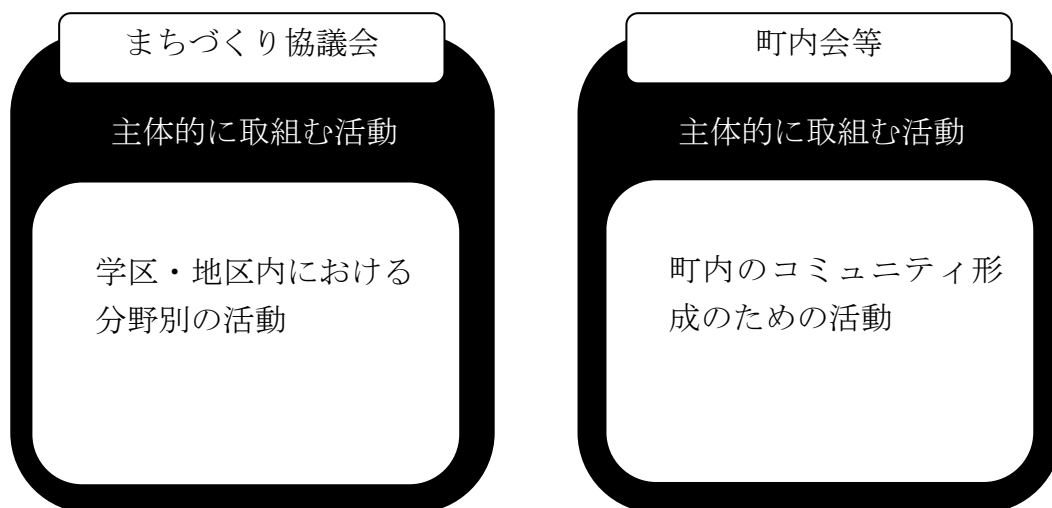 まちづくり協議会
主体的に取組む活動
学区・地区内における
分野別の活動
町内会等
主体的に取組む活動
町内のコミュニティ形
成のための活動